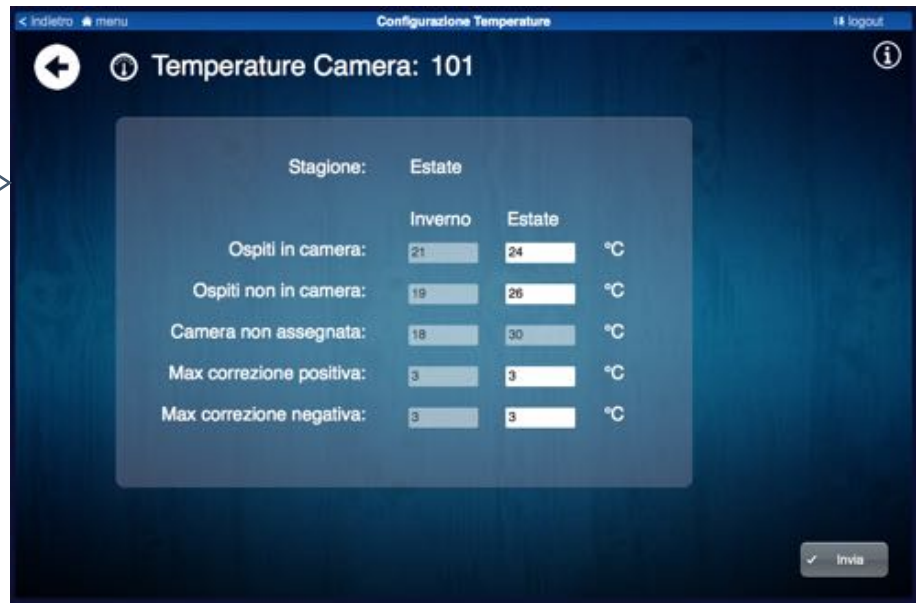 < indietro menu Configurazione Temperature logout
Temperature Camera: 101
Stagione: Estate
Inverno Estate
Ospiti in camera: 21 24 °C
Ospiti non in camera: 19 26 °C
Camera non assegnata: 18 30 °C
Max correzione positiva: 3 3 °C
Max correzione negativa: 3 3 °C
Invia